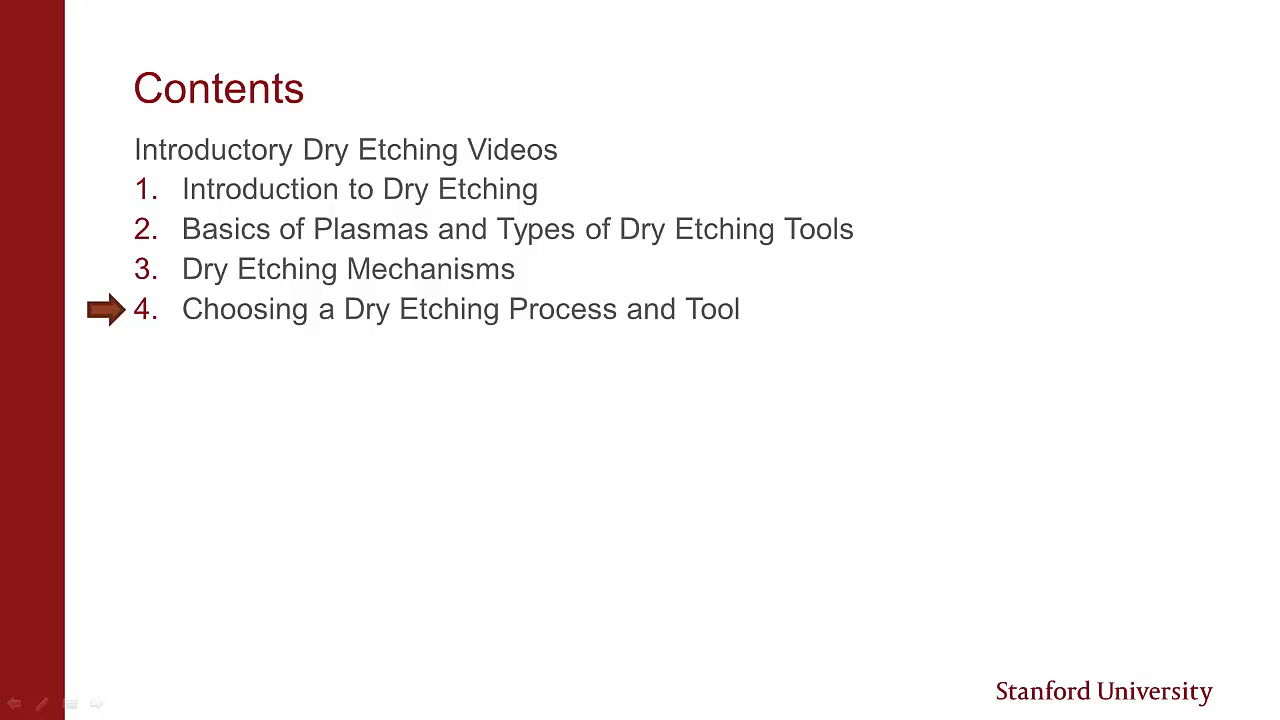 Contents
Introductory Dry Etching Videos
1. Introduction to Dry Etching
2. Basics of Plasmas and Types of Dry Etching Tools
3. Dry Etching Mechanisms
4. Choosing a Dry Etching Process and Tool
Stanford University